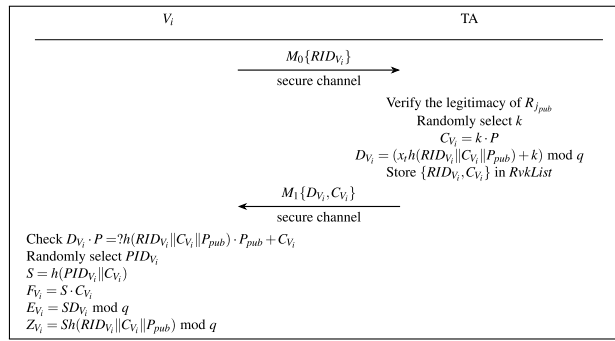 V_i TA
M_0{RID_{V_i}}
secure channel
Verify the legitimacy of R_{j_{pub}}
Randomly select k
C_{V_i} = k · P
D_{V_i} = (x_t h(RID_{V_i}||C_{V_i}||P_{pub}) + k) mod q
Store {RID_{V_i}, C_{V_i}} in RvkList
M_1{D_{V_i}, C_{V_i}}
secure channel
Check D_{V_i} · P =?h(RID_{V_i}||C_{V_i}||P_{pub}) · P_{pub} + C_{V_i}
Randomly select PID_{V_i}
S = h(PID_{V_i}||C_{V_i})
F_{V_i} = S · C_{V_i}
E_{V_i} = SD_{V_i} mod q
Z_{V_i} = Sh(RID_{V_i}||C_{V_i}||P_{pub}) mod q